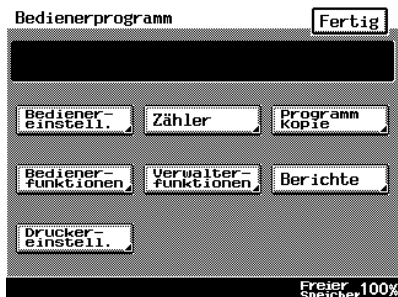 Bedienerprogramm
Fertig
Bediener-
einstell.
Zähler
Programm
Kopie
Bediener-
funktionen
Verwalter-
funktionen
Berichte
Drucker-
einstell.
Freier
Speicher 100%